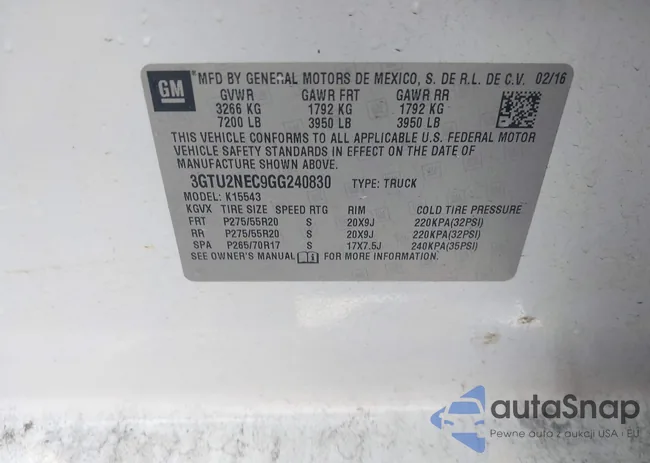 GM
MFD BY GENERAL MOTORS DE MEXICO, S. DE R.L. DE C.V. 02/16
GVWR GAWR FRT GAWR RR
3266 KG 1792 KG 1792 KG
7200 LB 3950 LB 3950 LB
THIS VEHICLE CONFORMS TO ALL APPLICABLE U.S. FEDERAL MOTOR
VEHICLE SAFETY STANDARDS IN EFFECT ON THE DATE OF
MANUFACTURE SHOWN ABOVE.
3GTU2NEC9GG240830 TYPE: TRUCK
MODEL: K15543
KGVX TIRE SIZE SPEED RTG RIM COLD TIRE PRESSURE
FRT P275/55R20 S 20X9J 220KPA(32PSI)
RR P275/55R20 S 20X9J 220KPA(32PSI)
SPA P265/70R17 S 17X7.5J 240KPA(35PSI)
SEE OWNER'S MANUAL FOR MORE INFORMATION.
autaSnap
Pewne auta z aukcji USA i EU